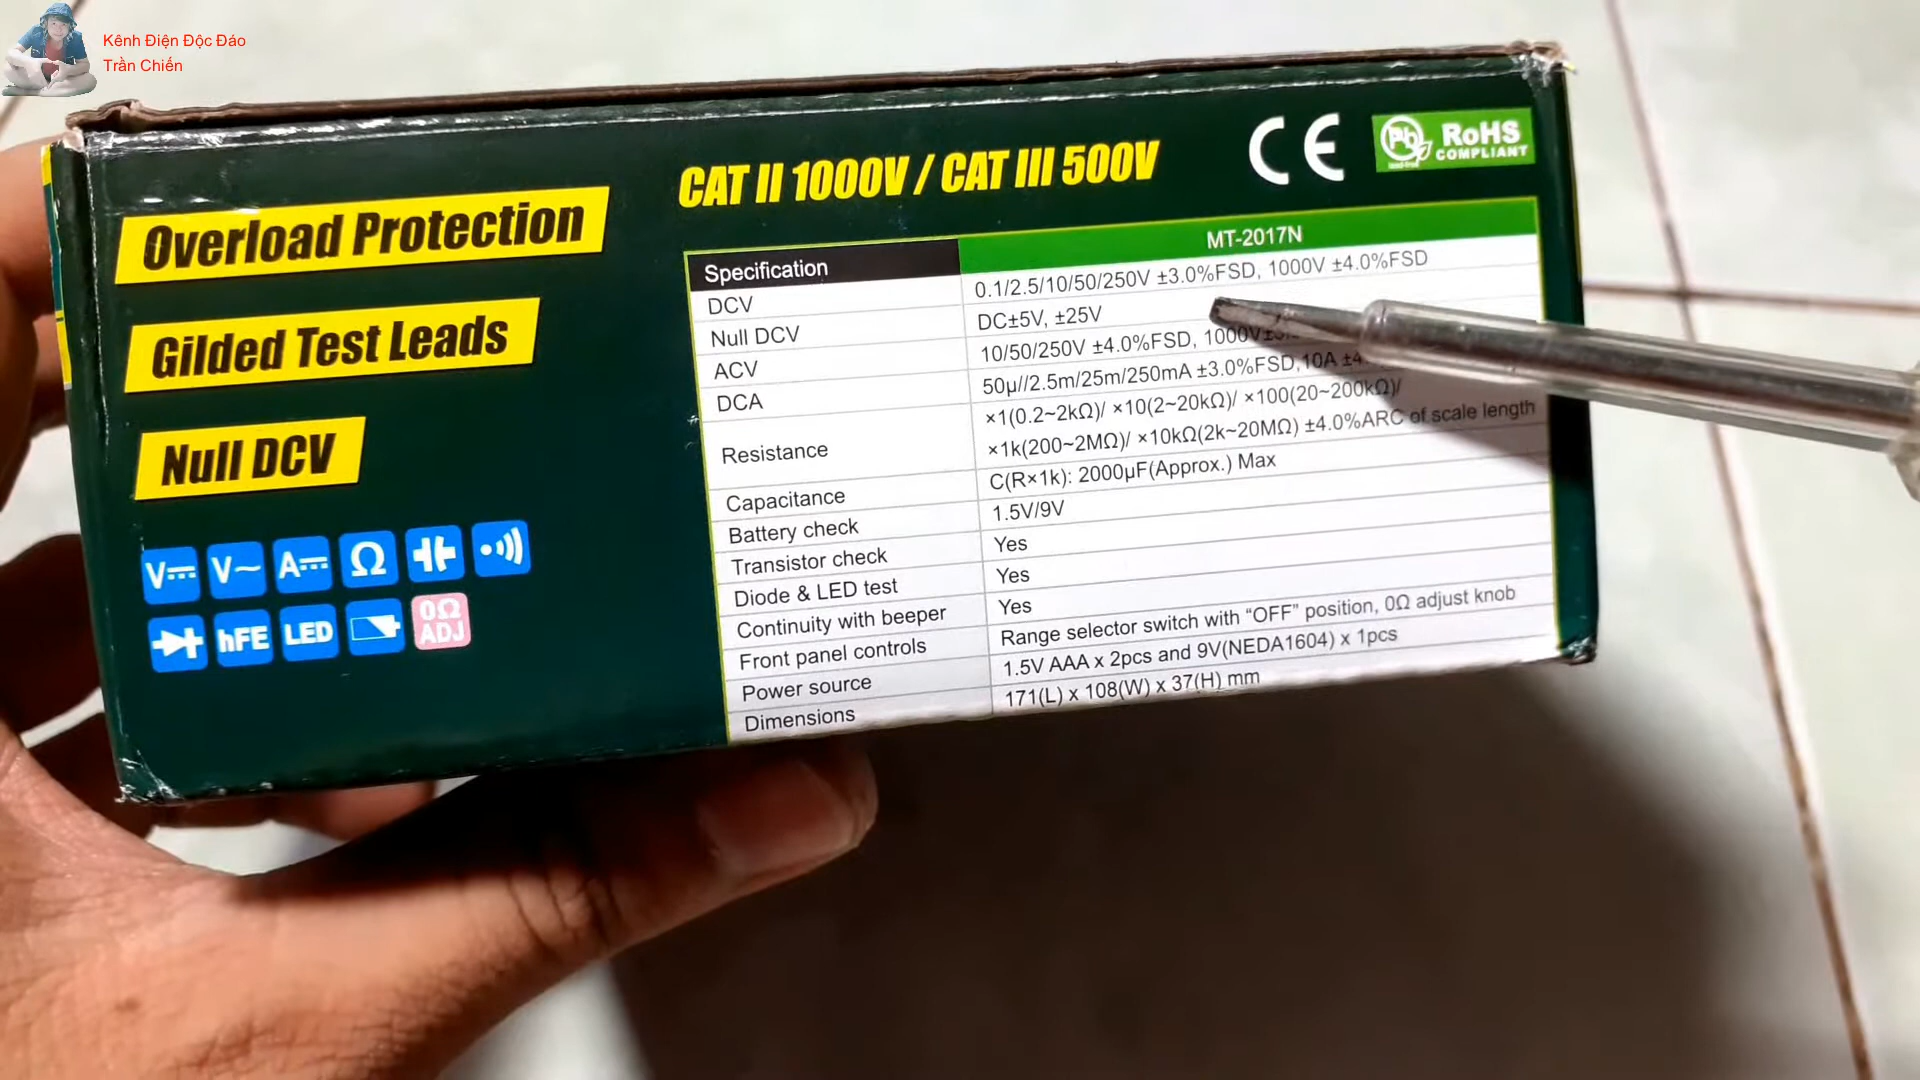 Kênh Điện Độc Đáo
Trần Chiến
CAT II 1000V / CAT III 500V
CE
Pb
lead-free
RoHS
COMPLIANT
Overload Protection
Gilded Test Leads
Null DCV
V V~ A Ω
hFE LED 0Ω ADJ
Specification MT-2017N
DCV 0.1/2.5/10/50/250V ±3.0%FSD, 1000V ±4.0%FSD
Null DCV DC±5V, ±25V
ACV 10/50/250V ±4.0%FSD, 1000V
DCA 50µ//2.5m/25m/250mA ±3.0%FSD,10A ±4.
Resistance ×1(0.2~2kΩ)/ ×10(2~20kΩ)/ ×100(20~200kΩ)/
×1k(200~2MΩ)/ ×10kΩ(2k~20MΩ) ±4.0%ARC of scale length
Capacitance C(R×1k): 2000µF(Approx.) Max
Battery check 1.5V/9V
Transistor check Yes
Diode & LED test Yes
Continuity with beeper Yes
Front panel controls Range selector switch with “OFF” position, 0Ω adjust knob
Power source 1.5V AAA x 2pcs and 9V(NEDA1604) x 1pcs
Dimensions 171(L) x 108(W) x 37(H) mm